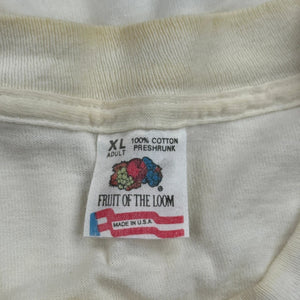 XL 100% COTTON
ADULT PRESHRUNK
®
FRUIT OF THE LOOM
MADE IN U.S.A.